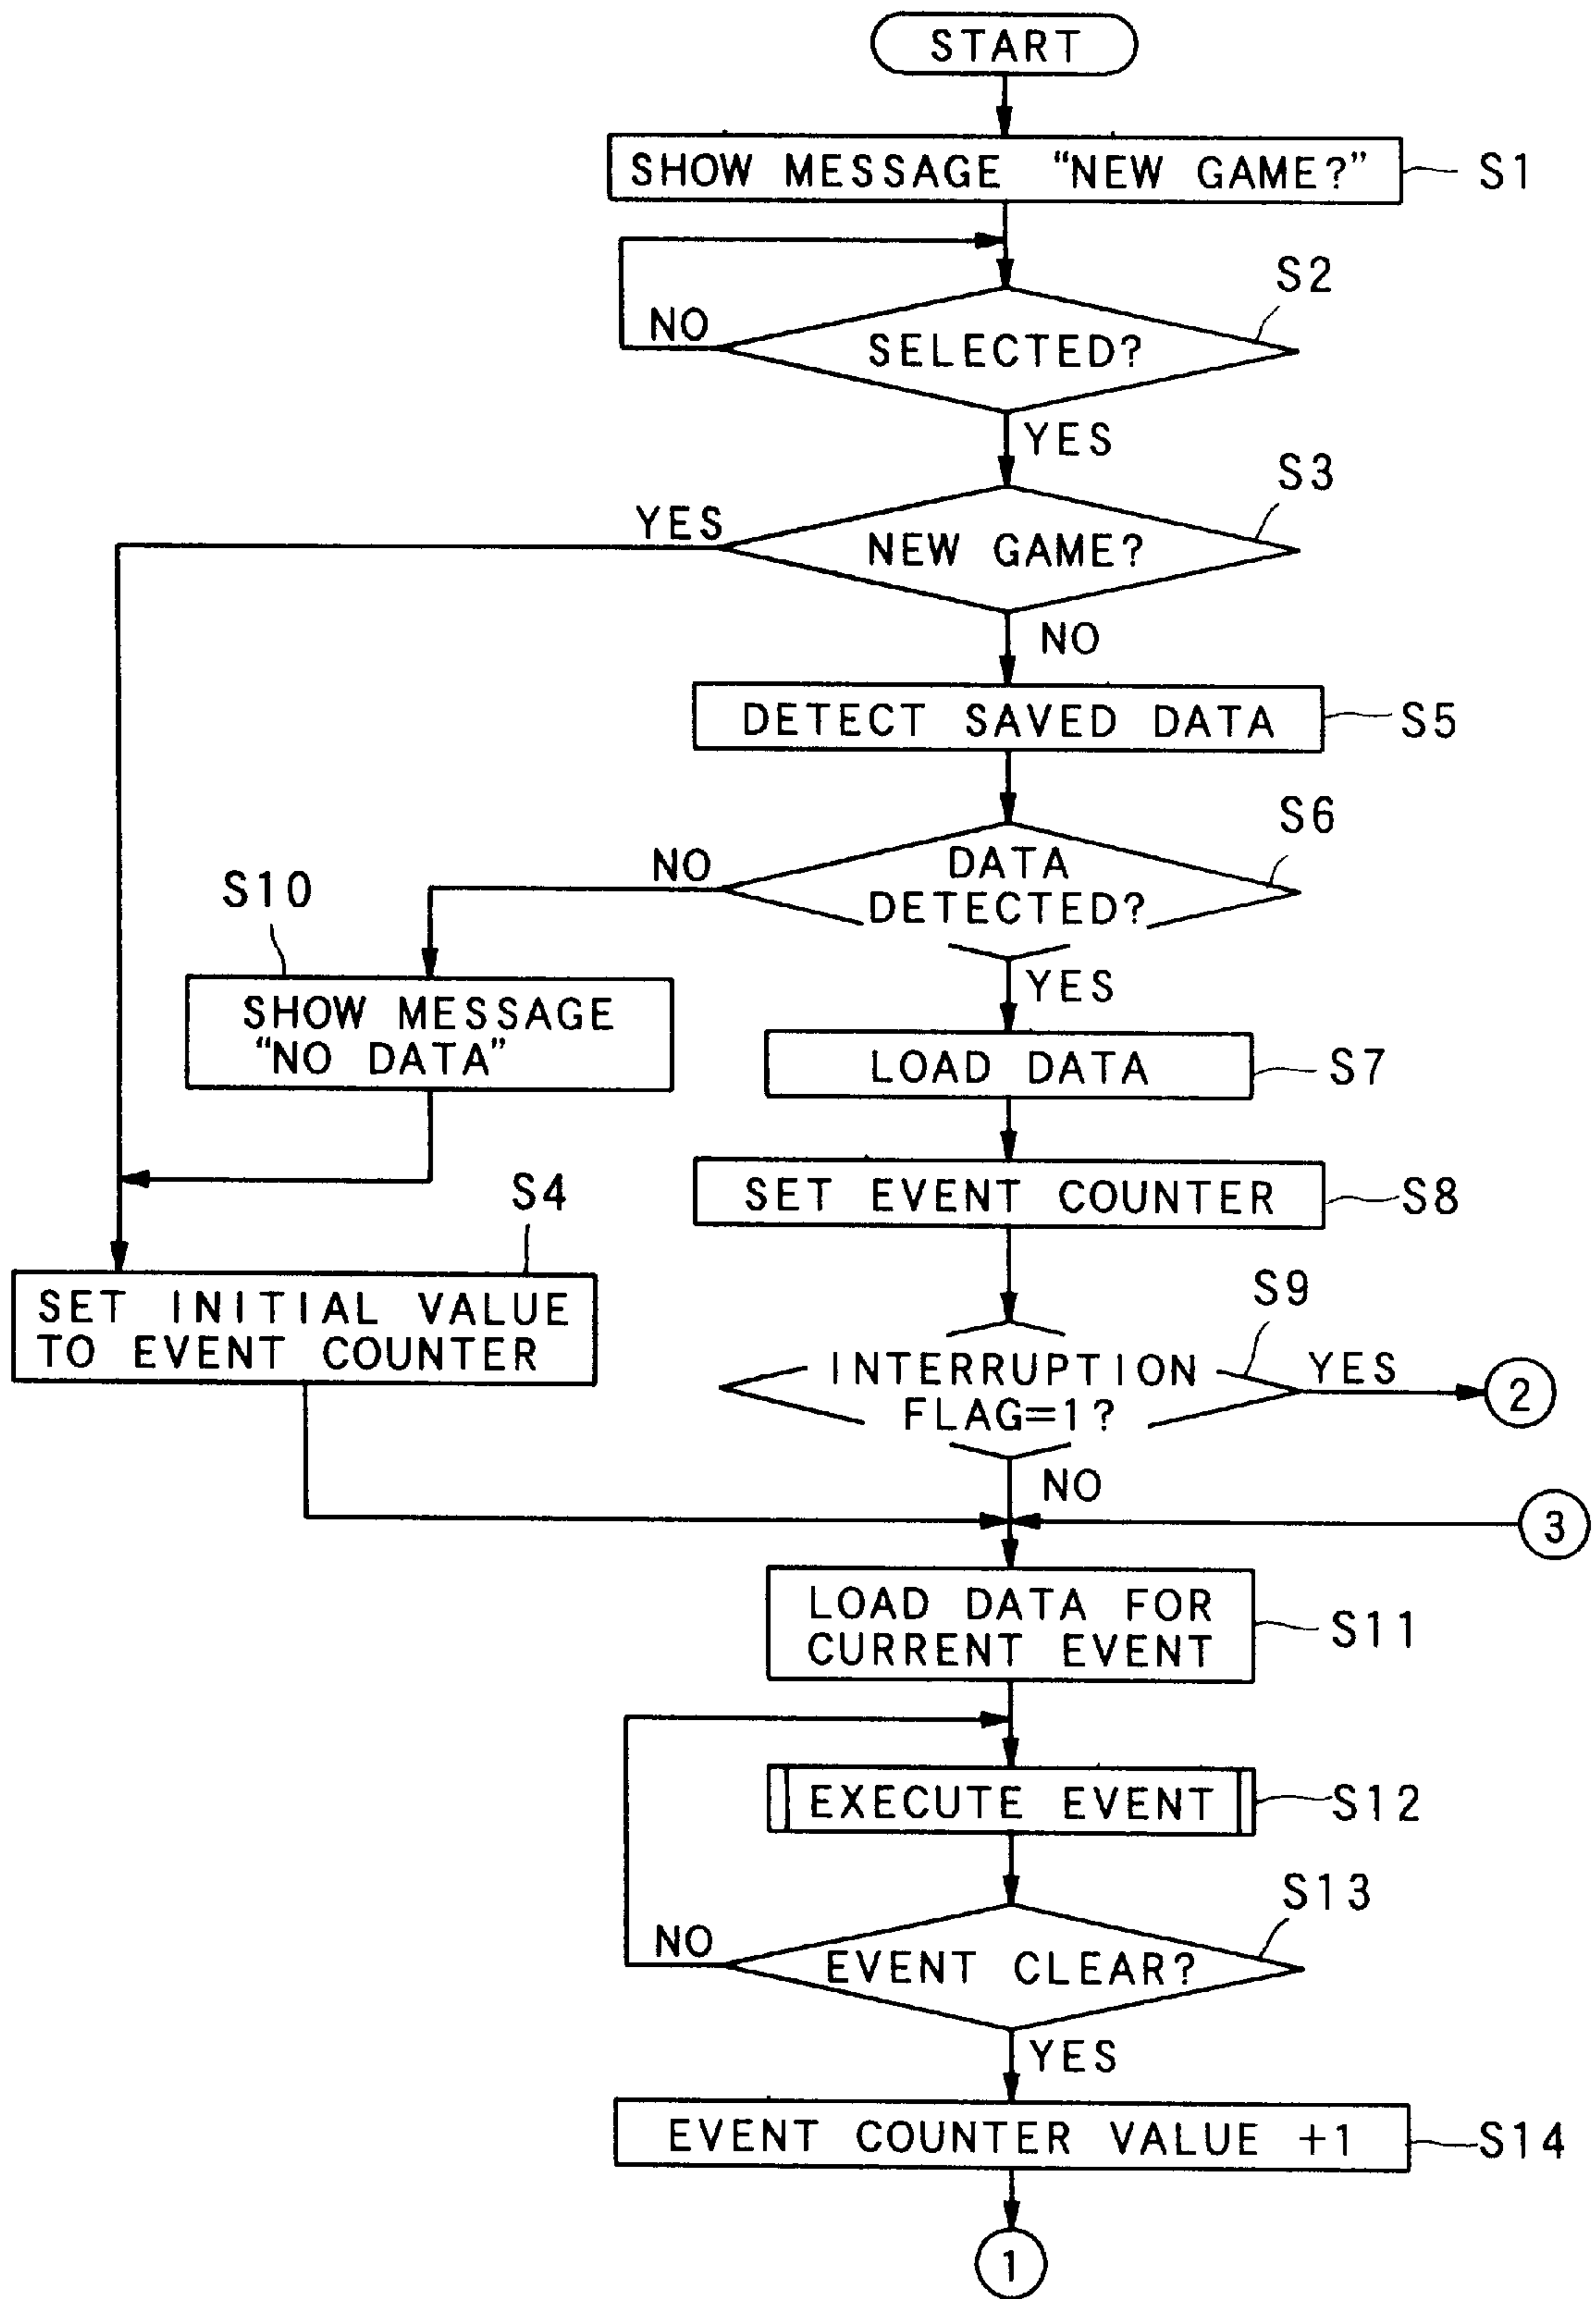 START
SHOW MESSAGE "NEW GAME?"
S1
S2
NO
SELECTED?
YES
S3
YES
NEW GAME?
NO
DETECT SAVED DATA
S5
S6
NO
DATA
DETECTED?
S10
YES
SHOW MESSAGE
"NO DATA"
LOAD DATA
S7
S4
SET EVENT COUNTER
S8
SET INITIAL VALUE
TO EVENT COUNTER
S9
INTERRUPTION
FLAG=1?
YES
2
NO
3
LOAD DATA FOR
CURRENT EVENT
S11
EXECUTE EVENT
S12
S13
NO
EVENT CLEAR?
YES
EVENT COUNTER VALUE +1
S14
1